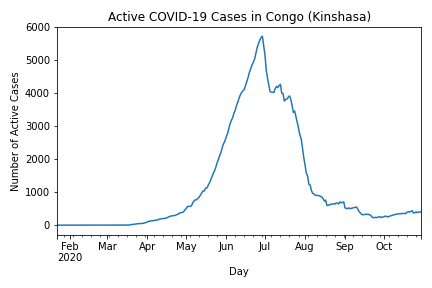 Active COVID-19 Cases in Congo (Kinshasa)
Number of Active Cases
6000
5000
4000
3000
2000
1000
0
Feb Mar Apr May Jun Jul Aug Sep Oct
2020
Day